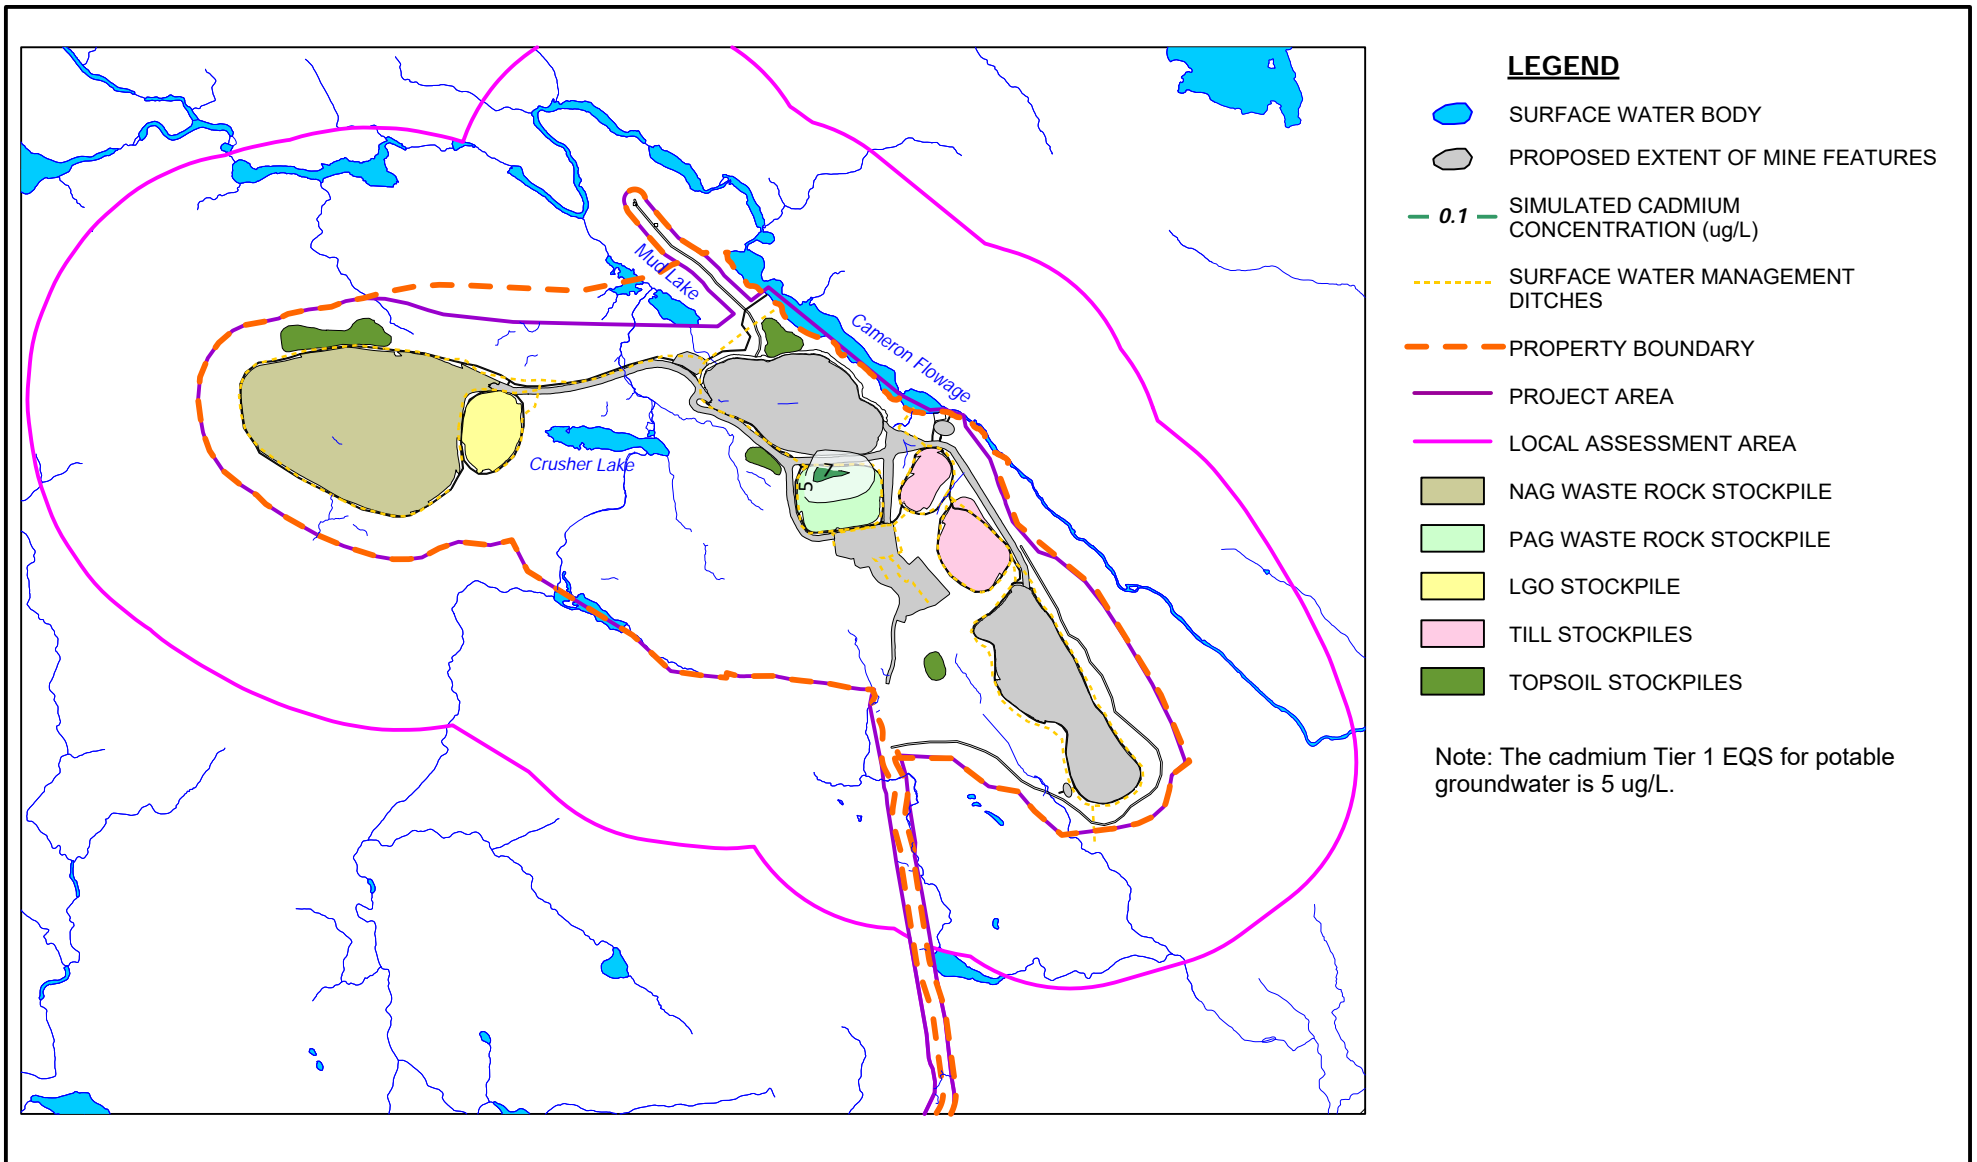 LEGEND
SURFACE WATER BODY
PROPOSED EXTENT OF MINE FEATURES
0.1
SIMULATED CADMIUM
CONCENTRATION (ug/L)
SURFACE WATER MANAGEMENT
DITCHES
PROPERTY BOUNDARY
PROJECT AREA
LOCAL ASSESSMENT AREA
NAG WASTE ROCK STOCKPILE
PAG WASTE ROCK STOCKPILE
LGO STOCKPILE
TILL STOCKPILES
TOPSOIL STOCKPILES
Note: The cadmium Tier 1 EQS for potable
groundwater is 5 ug/L.
Mud Lake
Cameron Flowage
Crusher Lake
7
5